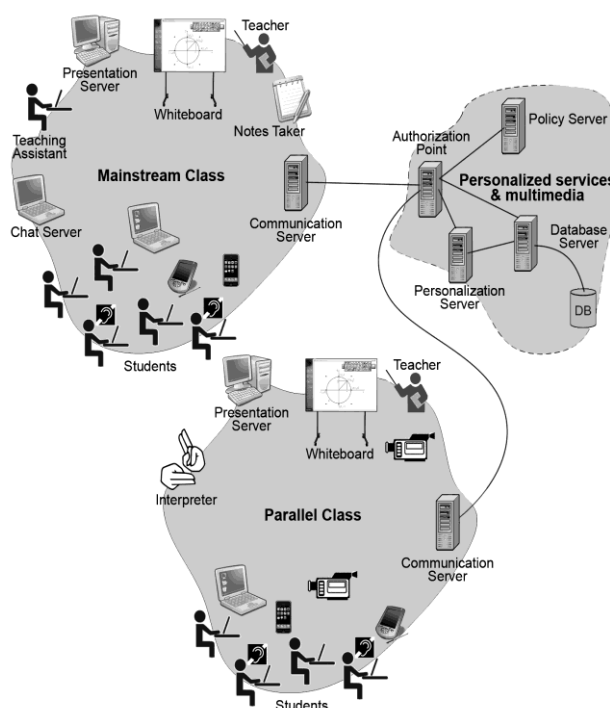 Teacher
Presentation
Server
Whiteboard
Notes Taker
Teaching
Assistant
Mainstream Class
Chat Server
Communication
Server
Students
Authorization
Point
Policy Server
Personalized services
& multimedia
Database
Server
Personalization
Server
DB
Teacher
Presentation
Server
Whiteboard
Interpreter
Parallel Class
Communication
Server
Students